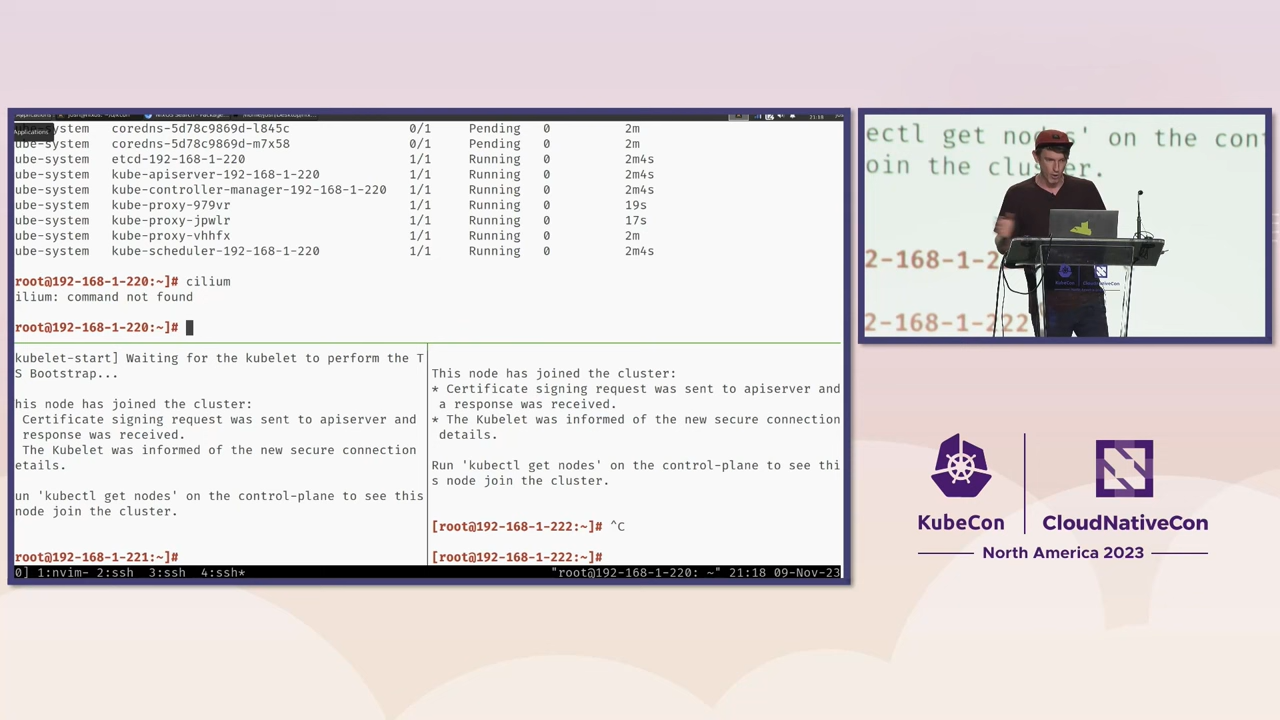 Applications
ube-system coredns-5d78c9869d-l845c 0/1 Pending 0 2m
ube-system coredns-5d78c9869d-m7x58 0/1 Pending 0 2m
ube-system etcd-192-168-1-220 1/1 Running 0 2m4s
ube-system kube-apiserver-192-168-1-220 1/1 Running 0 2m4s
ube-system kube-controller-manager-192-168-1-220 1/1 Running 0 2m4s
ube-system kube-proxy-979vr 1/1 Running 0 19s
ube-system kube-proxy-jpwlr 1/1 Running 0 17s
ube-system kube-proxy-vhhfx 1/1 Running 0 2m
ube-system kube-scheduler-192-168-1-220 1/1 Running 0 2m4s
root@192-168-1-220:~]# cilium
ilium: command not found
root@192-168-1-220:~]#
kubelet-start] Waiting for the kubelet to perform the T
S Bootstrap...
his node has joined the cluster:
Certificate signing request was sent to apiserver and
response was received.
The Kubelet was informed of the new secure connection
etails.
un 'kubectl get nodes' on the control-plane to see this
node join the cluster.
root@192-168-1-221:~]#
This node has joined the cluster:
* Certificate signing request was sent to apiserver and
a response was received.
* The Kubelet was informed of the new secure connection
details.
Run 'kubectl get nodes' on the control-plane to see thi
s node join the cluster.
[root@192-168-1-222:~]# ^C
[root@192-168-1-222:~]#
0] 1:nvim- 2:ssh 3:ssh 4:ssh* "root@192-168-1-220: ~" 21:18 09-Nov-23
ectl get nodes' on the cont
oin the cluster.
2-168-1-2
2-168-1-222
KubeCon
CloudNativeCon
North America 2023